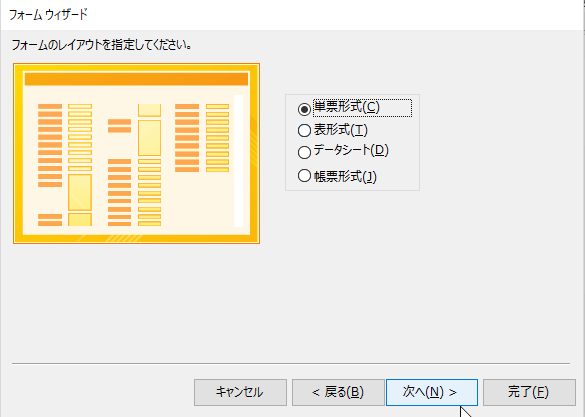 フォーム ウィザード
フォームのレイアウトを指定してください。
単票形式(C)
表形式(T)
データシート(D)
帳票形式(J)
キャンセル
< 戻る(B)
次へ(N) >
完了(F)